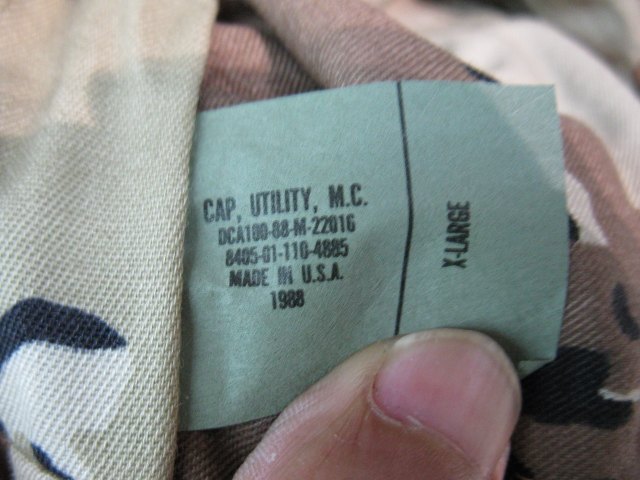 CAP, UTILITY, M.C.
DCA100-88-M-22016
8405-01-110-4885
MADE IN U.S.A.
1988
X-LARGE